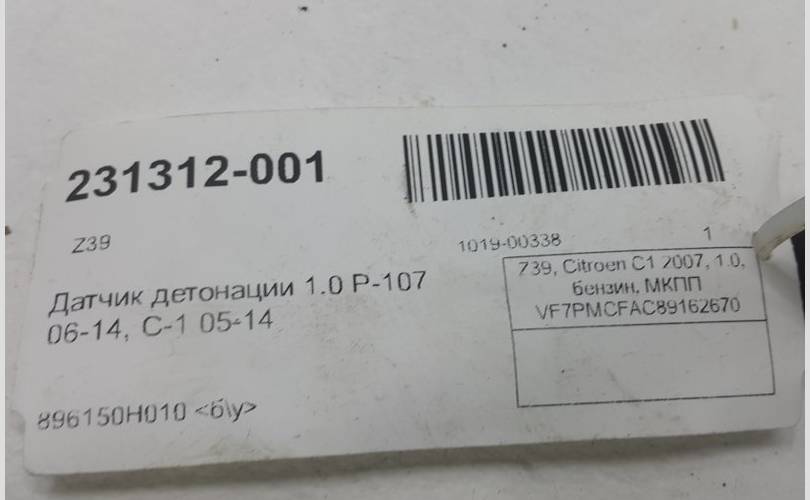 231312-001
Z39
1019-00338
1
Датчик детонации 1.0 P-107
06-14, C-1 05-14
Z39, Citroen C1 2007, 1.0,
бензин, МКПП
VF7PMCFAC89162670
896150H010 <б\у>